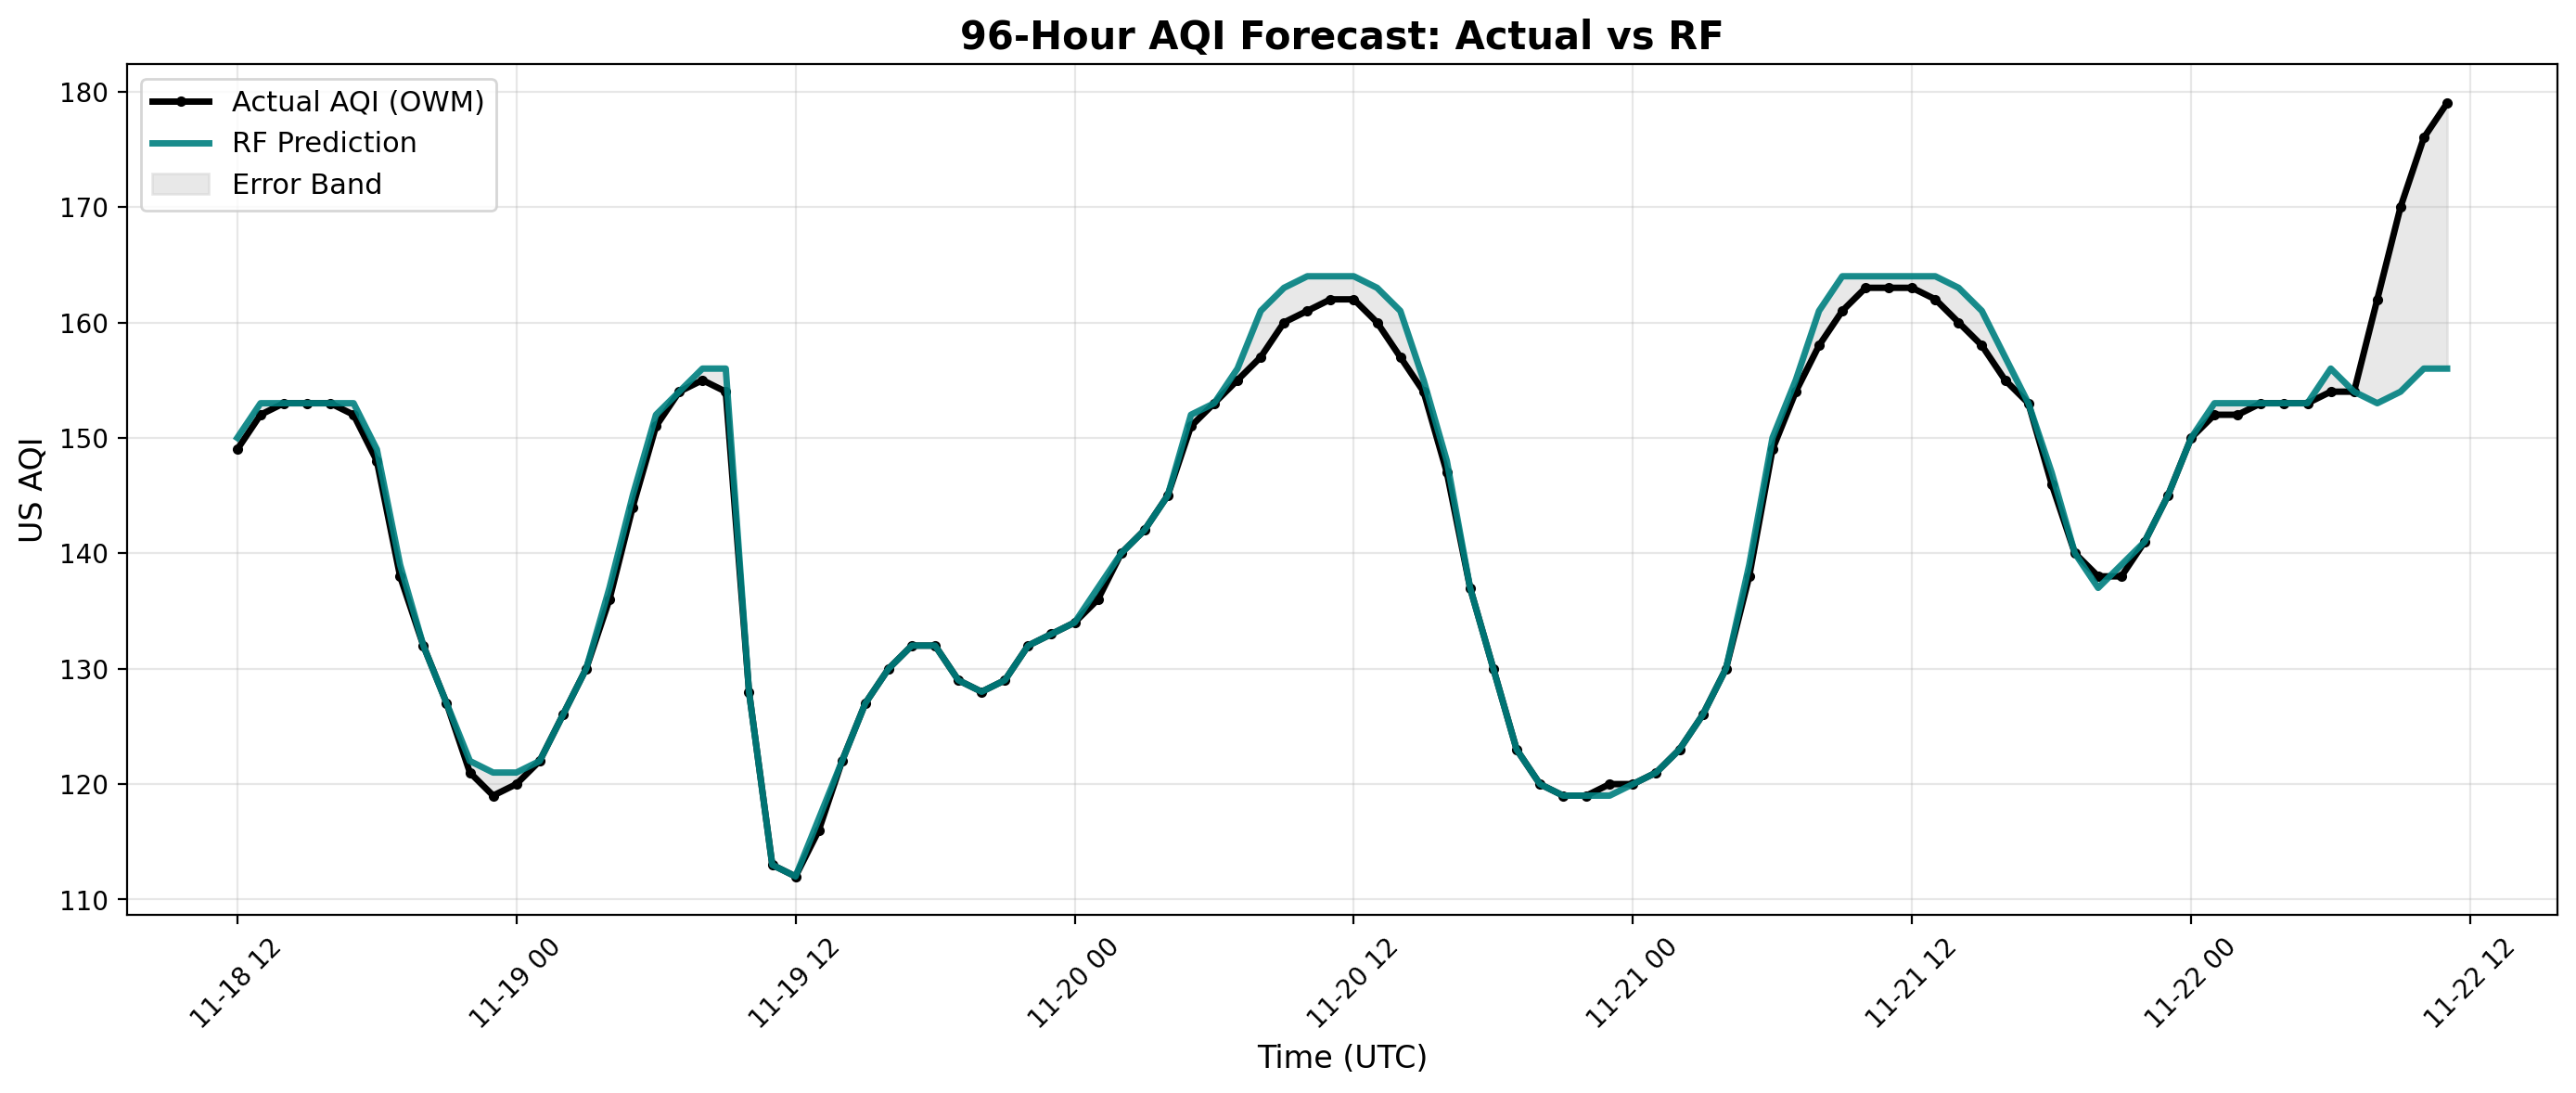 96-Hour AQI Forecast: Actual vs RF
Actual AQI (OWM)
RF Prediction
Error Band
US AQI
180
170
160
150
140
130
120
110
11-18 12
11-19 00
11-19 12
11-20 00
11-20 12
11-21 00
11-21 12
11-22 00
11-22 12
Time (UTC)